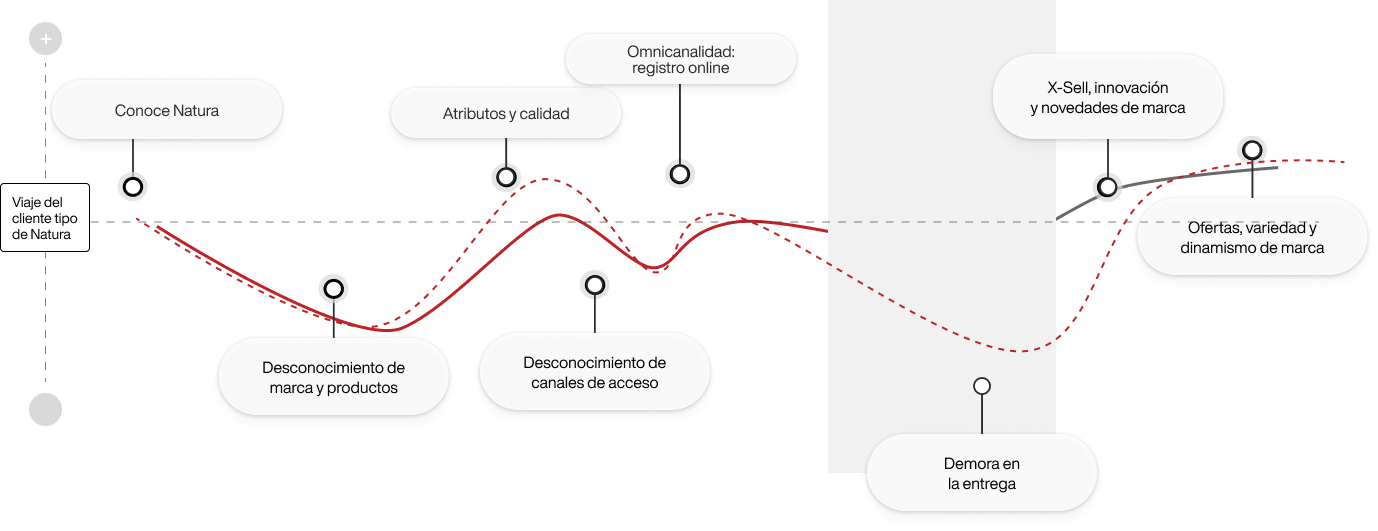 +
Omnicanalidad:
registro online
Conoce Natura
Atributos y calidad
X-Sell, innovación
y novedades de marca
Viaje del
cliente tipo
de Natura
Ofertas, variedad y
dinamismo de marca
Desconocimiento de
marca y productos
Desconocimiento de
canales de acceso
Demora en
la entrega